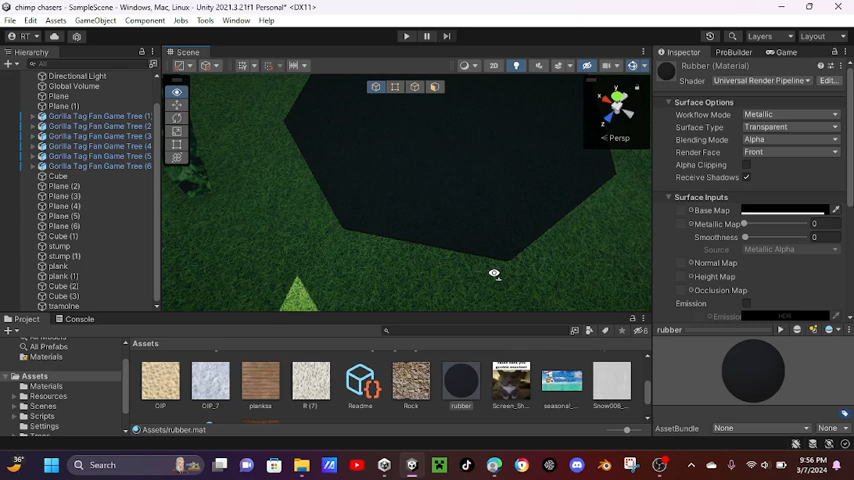 chimp chasers - SampleScene - Windows, Mac, Linux - Unity 2021.3.21f1 Personal* <DX11>
File Edit Assets GameObject Component Jobs Tools Window Help
RT
Layers Layout
Hierarchy
All
Directional Light
Global Volume
Plane
Plane (1)
Gorilla Tag Fan Game Tree (1)
Gorilla Tag Fan Game Tree (2
Gorilla Tag Fan Game Tree (3
Gorilla Tag Fan Game Tree (4
Gorilla Tag Fan Game Tree (5
Gorilla Tag Fan Game Tree (6
Cube
Plane (2)
Plane (3)
Plane (4)
Plane (5)
Plane (6)
Cube (1)
stump
stump (1)
plank
plank (1)
Cube (2)
Cube (3)
tramolne
Scene
2D
x
z
Persp
Inspector ProBuilder Game
Rubber (Material)
Shader Universal Render Pipeline Edit...
Surface Options
Workflow Mode Metallic
Surface Type Transparent
Blending Mode Alpha
Render Face Front
Alpha Clipping
Receive Shadows
Surface Inputs
Base Map
Metallic Map 0
Smoothness 0
Source Metallic Alpha
Normal Map
Height Map
Occlusion Map
Emission
Emission HDR
rubber
AssetBundle None None
Project Console
8
All Prefabs
Materials
Assets
Materials
Resources
Scenes
Scripts
Settings
Assets
OIP
OIP_7
planksa
R (7)
Readme
Rock
rubber
Screen_Sh...
seasonal_...
Snow006_...
Assets/rubber.mat
36°
Search
9:56 PM
3/7/2024